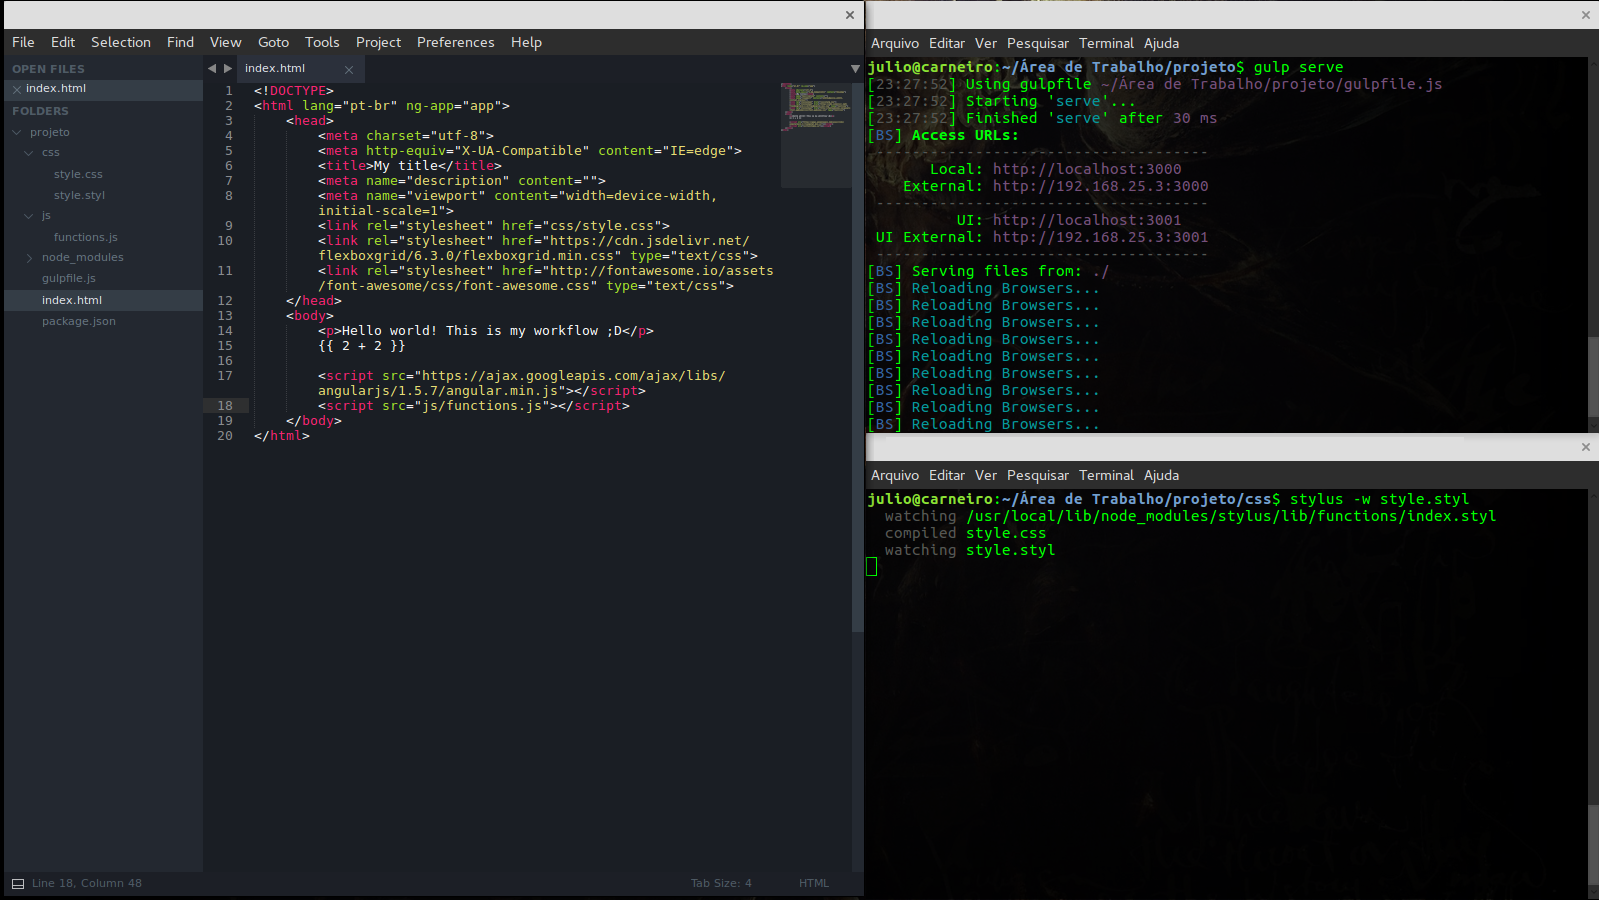 File Edit Selection Find View Goto Tools Project Preferences Help
OPEN FILES
index.html
FOLDERS
projeto
css
style.css
style.styl
js
functions.js
node_modules
gulpfile.js
index.html
package.json
index.html
1 <!DOCTYPE>
2 <html lang="pt-br" ng-app="app">
3 <head>
4 <meta charset="utf-8">
5 <meta http-equiv="X-UA-Compatible" content="IE=edge">
6 <title>My title</title>
7 <meta name="description" content="">
8 <meta name="viewport" content="width=device-width,
initial-scale=1">
9 <link rel="stylesheet" href="css/style.css">
10 <link rel="stylesheet" href="https://cdn.jsdelivr.net/
flexboxgrid/6.3.0/flexboxgrid.min.css" type="text/css">
11 <link rel="stylesheet" href="http://fontawesome.io/assets
/font-awesome/css/font-awesome.css" type="text/css">
12 </head>
13 <body>
14 <p>Hello world! This is my workflow ;D</p>
15 {{ 2 + 2 }}
16
17 <script src="https://ajax.googleapis.com/ajax/libs/
angularjs/1.5.7/angular.min.js"></script>
18 <script src="js/functions.js"></script>
19 </body>
20 </html>
Line 18, Column 48
Tab Size: 4
HTML
Arquivo Editar Ver Pesquisar Terminal Ajuda
julio@carneiro:~/Área de Trabalho/projeto$ gulp serve
[23:27:52] Using gulpfile ~/Área de Trabalho/projeto/gulpfile.js
[23:27:52] Starting 'serve'...
[23:27:52] Finished 'serve' after 30 ms
[BS] Access URLs:
-------------------------------------
Local: http://localhost:3000
External: http://192.168.25.3:3000
-------------------------------------
UI: http://localhost:3001
UI External: http://192.168.25.3:3001
-------------------------------------
[BS] Serving files from: ./
[BS] Reloading Browsers...
[BS] Reloading Browsers...
[BS] Reloading Browsers...
[BS] Reloading Browsers...
[BS] Reloading Browsers...
[BS] Reloading Browsers...
[BS] Reloading Browsers...
[BS] Reloading Browsers...
[BS] Reloading Browsers...
Arquivo Editar Ver Pesquisar Terminal Ajuda
julio@carneiro:~/Área de Trabalho/projeto/css$ stylus -w style.styl
watching /usr/local/lib/node_modules/stylus/lib/functions/index.styl
compiled style.css
watching style.styl